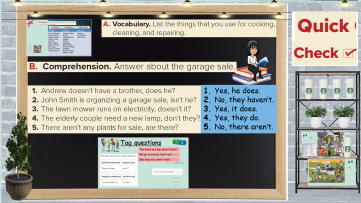 A. Vocabulary. List the things that you use for cooking,
cleaning, and repairing.
Quick
Check
B. Comprehension. Answer about the garage sale.
1. Andrew doesn't have a brother, does he?
2. John Smith is organizing a garage sale, isn't he?
3. The lawn mower runs on electricity, doesn't it?
4. The elderly couple need a new lamp, don't they?
5. There aren't any plants for sale, are there?
1. Yes, he does.
2. No, they haven't.
3. Yes, it does.
4. Yes, they do.
5. No, there aren't.
Tag questions